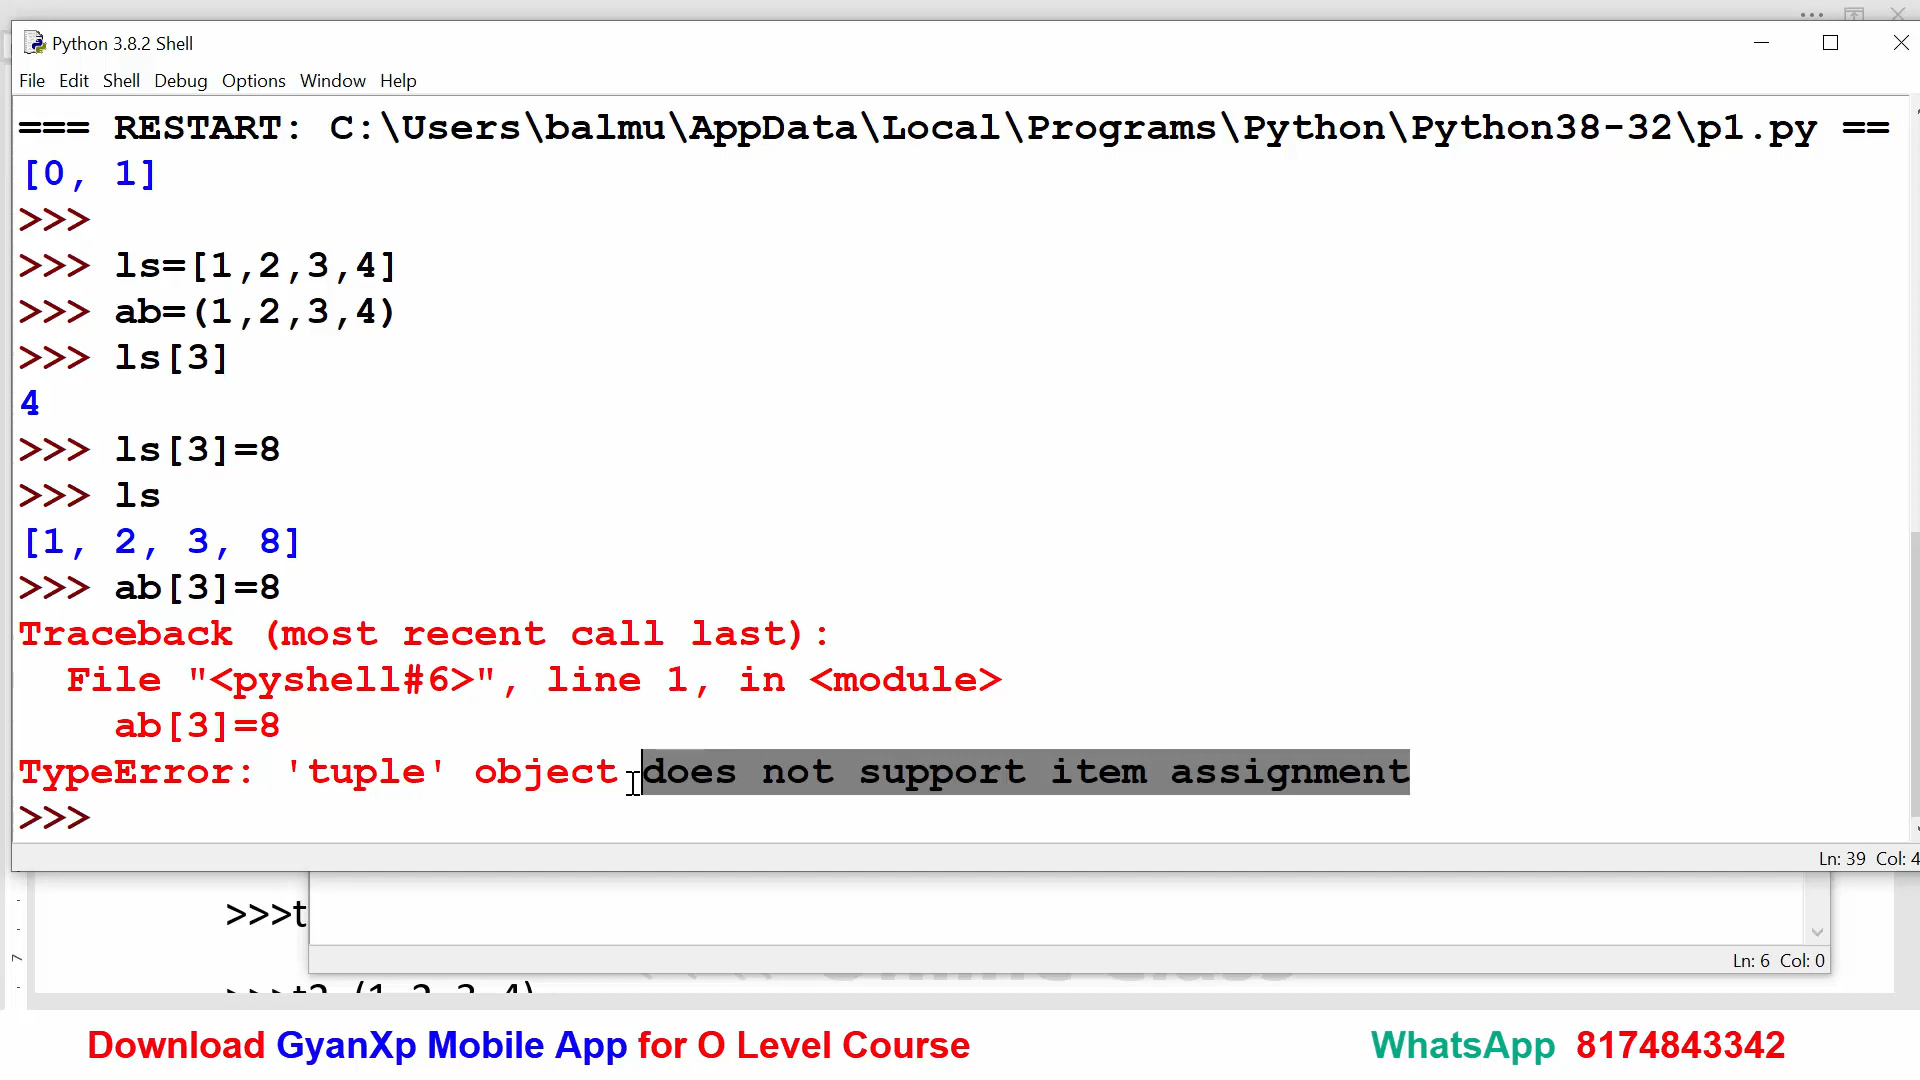 Python 3.8.2 Shell
File Edit Shell Debug Options Window Help
=== RESTART: C:\Users\balmu\AppData\Local\Programs\Python\Python38-32\p1.py ==
[0, 1]
>>>
>>> ls=[1,2,3,4]
>>> ab=(1,2,3,4)
>>> ls[3]
4
>>> ls[3]=8
>>> ls
[1, 2, 3, 8]
>>> ab[3]=8
Traceback (most recent call last):
  File "<pyshell#6>", line 1, in <module>
    ab[3]=8
TypeError: 'tuple' object does not support item assignment
>>>
Ln: 39 Col: 4
>>>t
Ln: 6 Col: 0
7
Download GyanXp Mobile App for O Level Course
WhatsApp 8174843342